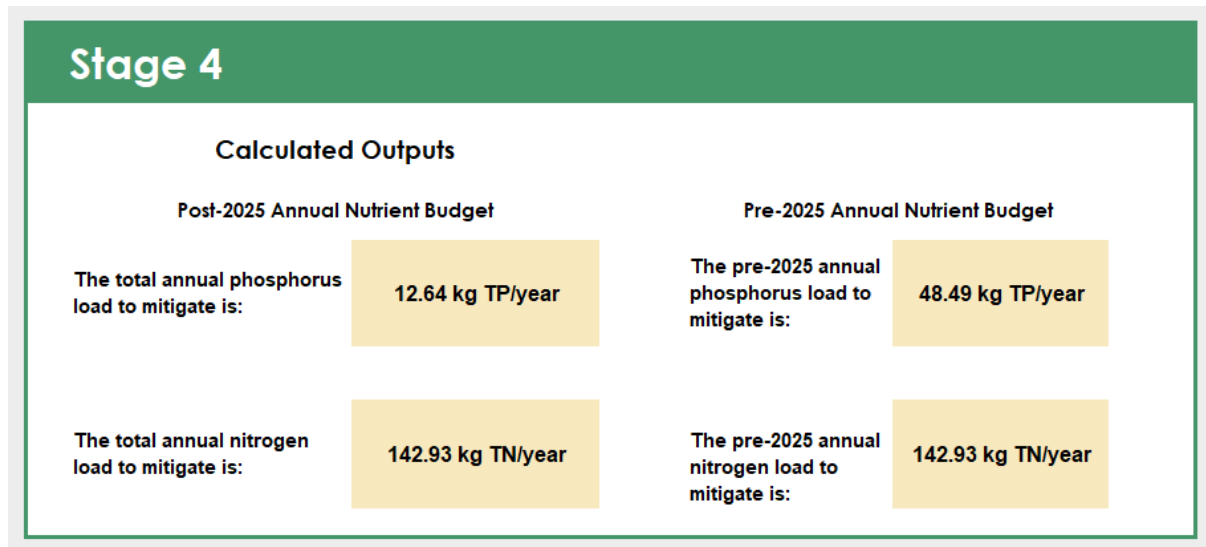 Stage 4
Calculated Outputs
Post-2025 Annual Nutrient Budget
The total annual phosphorus
load to mitigate is:
12.64 kg TP/year
The total annual nitrogen
load to mitigate is:
142.93 kg TN/year
Pre-2025 Annual Nutrient Budget
The pre-2025 annual
phosphorus load to
mitigate is:
48.49 kg TP/year
The pre-2025 annual
nitrogen load to
mitigate is:
142.93 kg TN/year